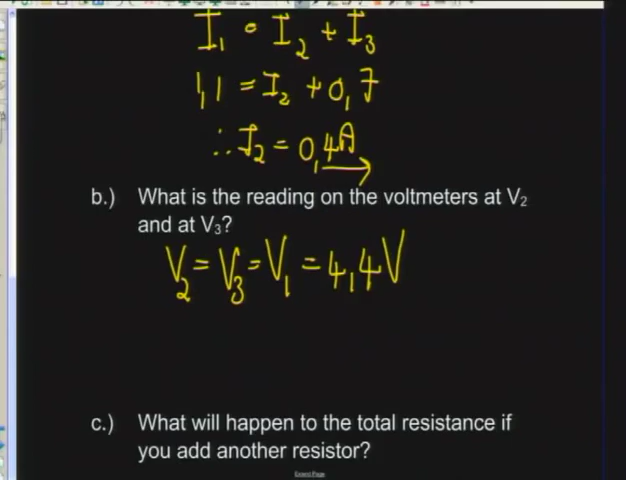 I₁ = I₂ + I₃
1,1 = I₂ + 0,7
∴ I₂ = 0,4A
b.) What is the reading on the voltmeters at V₂
and at V₃?
V₂ = V₃ = V₁ = 4,4V
c.) What will happen to the total resistance if
you add another resistor?